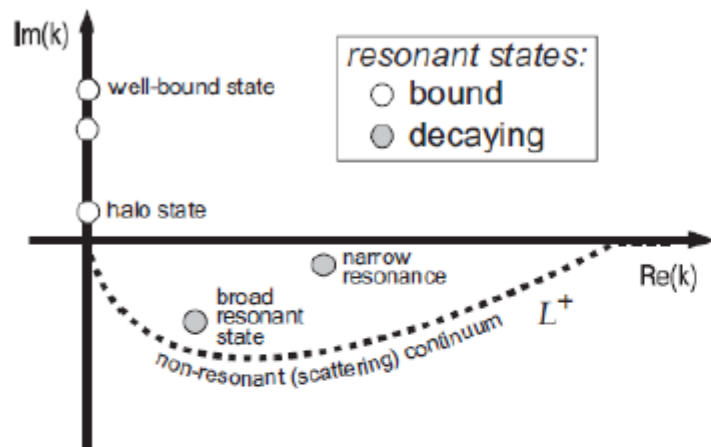 Im(k)
resonant states:
bound
decaying
well-bound state
halo state
narrow
resonance
Re(k)
broad
resonant
state
L+
non-resonant (scattering) continuum